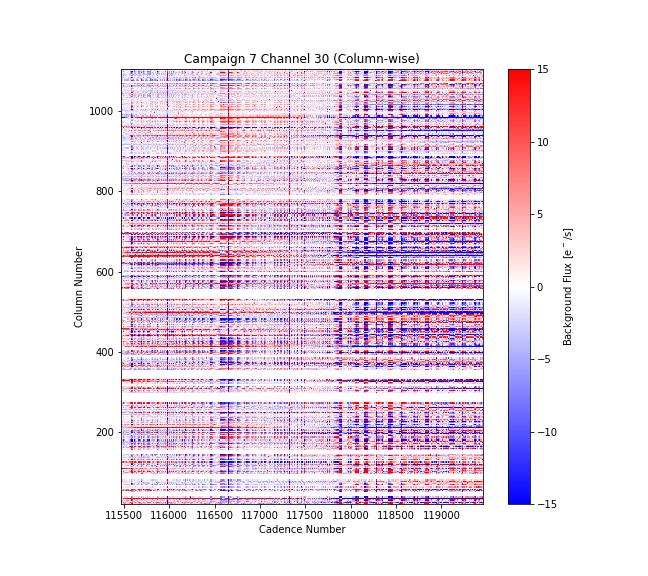 Campaign 7 Channel 30 (Column-wise)
1000
800
600
400
200
Column Number
115500 116000 116500 117000 117500 118000 118500 119000
Cadence Number
15
10
5
0
−5
−10
−15
Background Flux [e⁻/s]